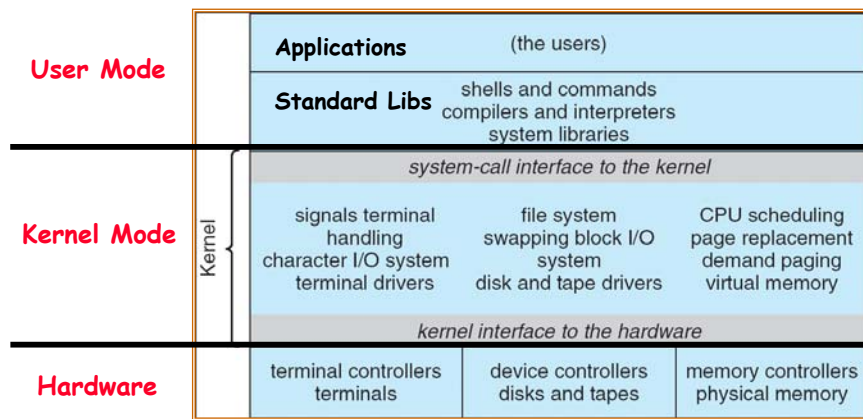 User Mode
Applications (the users)
Standard Libs
shells and commands
compilers and interpreters
system libraries
Kernel Mode
Kernel
system-call interface to the kernel
signals terminal
handling
character I/O system
terminal drivers
file system
swapping block I/O
system
disk and tape drivers
CPU scheduling
page replacement
demand paging
virtual memory
kernel interface to the hardware
Hardware
terminal controllers
terminals
device controllers
disks and tapes
memory controllers
physical memory